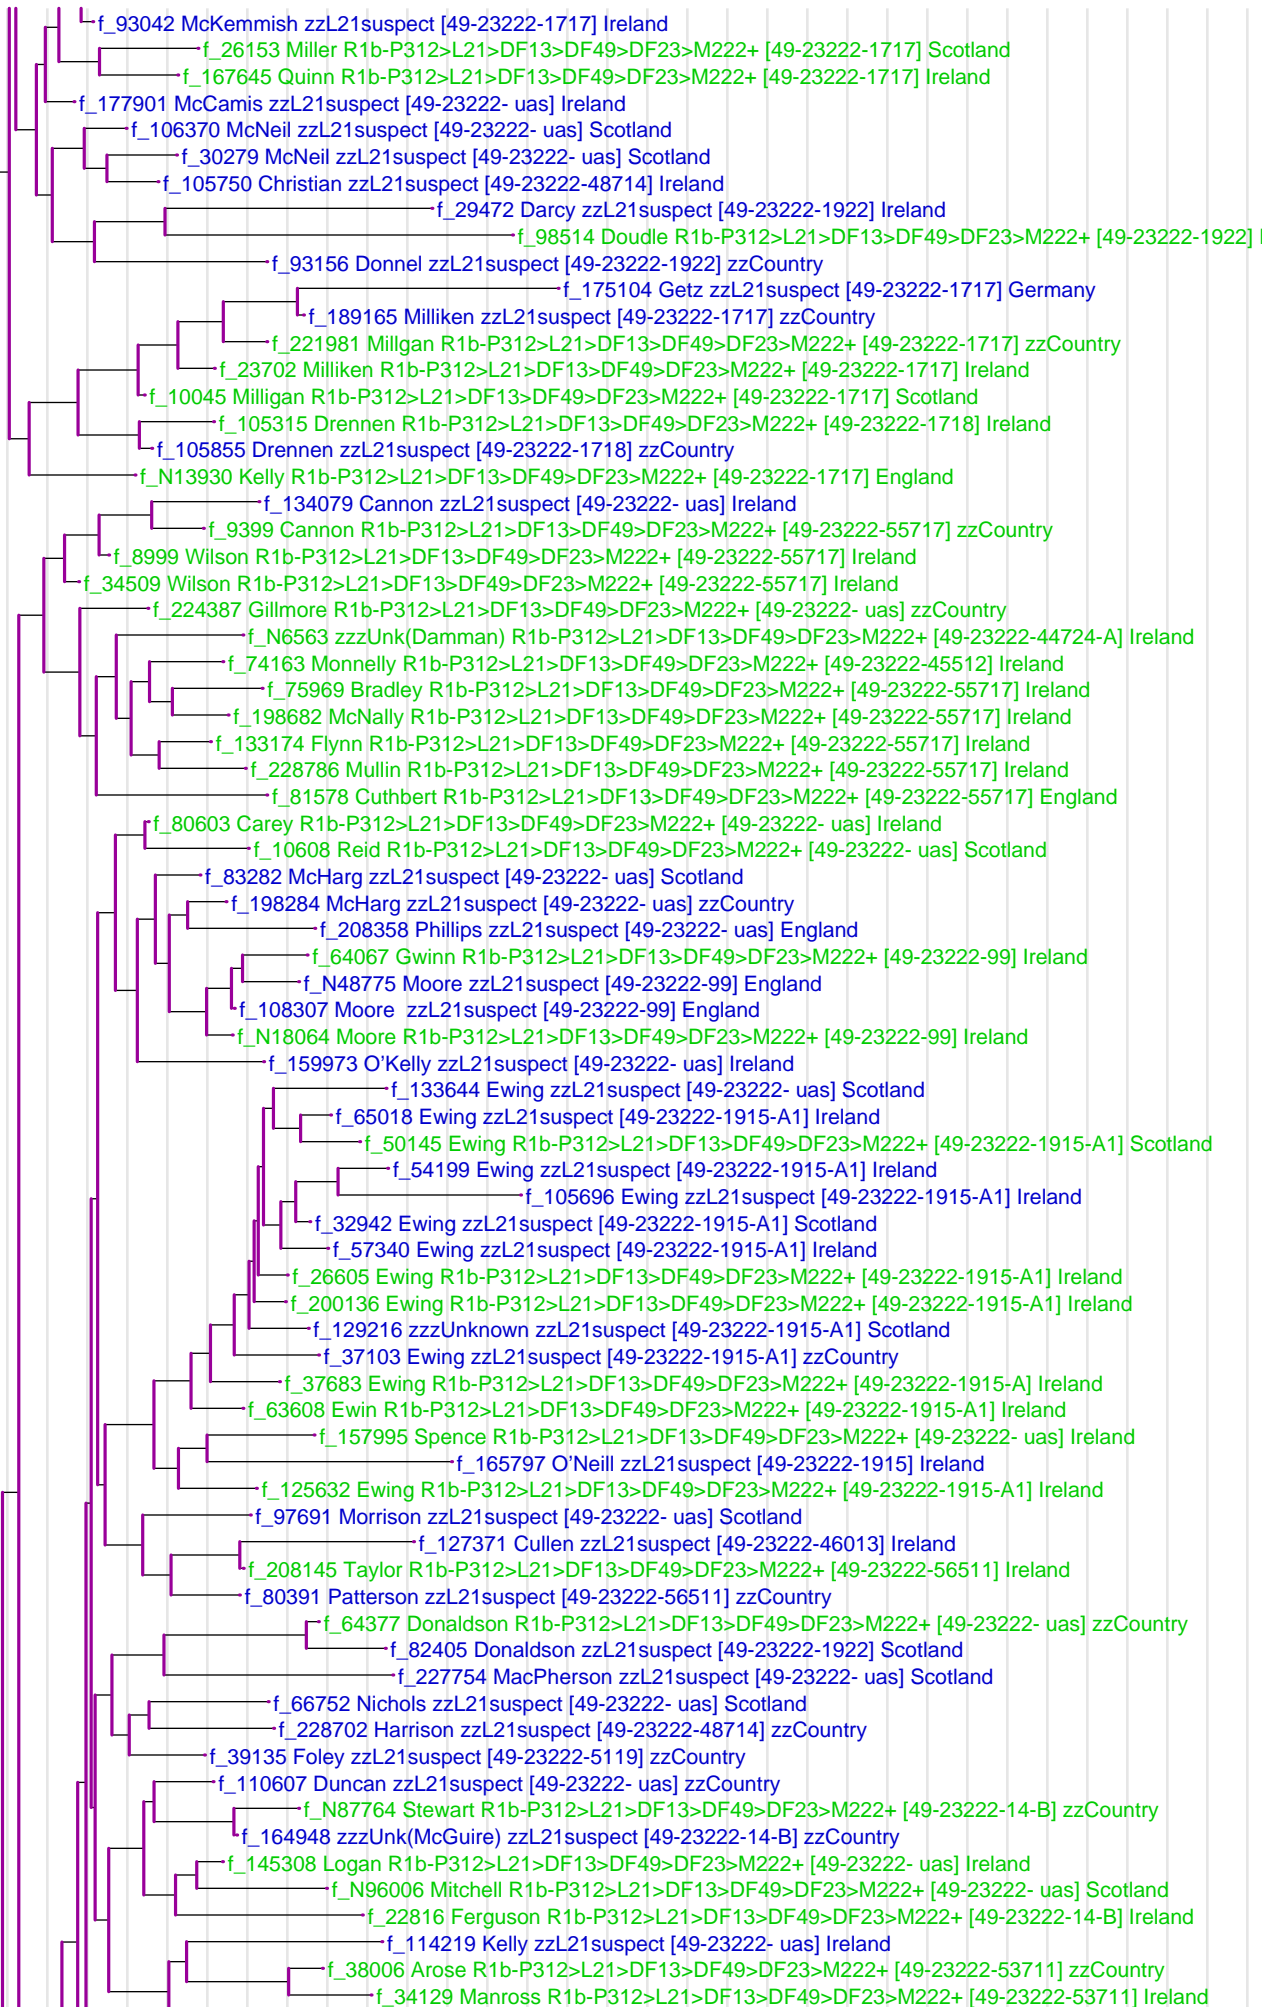 f_93042 McKemmish zzL21suspect [49-23222-1717] Ireland
f_26153 Miller R1b-P312>L21>DF13>DF49>DF23>M222+ [49-23222-1717] Scotland
f_167645 Quinn R1b-P312>L21>DF13>DF49>DF23>M222+ [49-23222-1717] Ireland
f_177901 McCamis zzL21suspect [49-23222- uas] Ireland
f_106370 McNeil zzL21suspect [49-23222- uas] Scotland
f_30279 McNeil zzL21suspect [49-23222- uas] Scotland
f_105750 Christian zzL21suspect [49-23222-48714] Ireland
f_29472 Darcy zzL21suspect [49-23222-1922] Ireland
f_98514 Doudle R1b-P312>L21>DF13>DF49>DF23>M222+ [49-23222-1922]
f_93156 Donnel zzL21suspect [49-23222-1922] zzCountry
f_175104 Getz zzL21suspect [49-23222-1717] Germany
f_189165 Milliken zzL21suspect [49-23222-1717] zzCountry
f_221981 Millgan R1b-P312>L21>DF13>DF49>DF23>M222+ [49-23222-1717] zzCountry
f_23702 Milliken R1b-P312>L21>DF13>DF49>DF23>M222+ [49-23222-1717] Ireland
f_10045 Milligan R1b-P312>L21>DF13>DF49>DF23>M222+ [49-23222-1717] Scotland
f_105315 Drennen R1b-P312>L21>DF13>DF49>DF23>M222+ [49-23222-1718] Ireland
f_105855 Drennen zzL21suspect [49-23222-1718] zzCountry
f_N13930 Kelly R1b-P312>L21>DF13>DF49>DF23>M222+ [49-23222-1717] England
f_134079 Cannon zzL21suspect [49-23222- uas] Ireland
f_9399 Cannon R1b-P312>L21>DF13>DF49>DF23>M222+ [49-23222-55717] zzCountry
f_8999 Wilson R1b-P312>L21>DF13>DF49>DF23>M222+ [49-23222-55717] Ireland
f_34509 Wilson R1b-P312>L21>DF13>DF49>DF23>M222+ [49-23222-55717] Ireland
f_224387 Gillmore R1b-P312>L21>DF13>DF49>DF23>M222+ [49-23222- uas] zzCountry
f_N6563 zzzUnk(Damman) R1b-P312>L21>DF13>DF49>DF23>M222+ [49-23222-44724-A] Ireland
f_74163 Monnelly R1b-P312>L21>DF13>DF49>DF23>M222+ [49-23222-45512] Ireland
f_75969 Bradley R1b-P312>L21>DF13>DF49>DF23>M222+ [49-23222-55717] Ireland
f_198682 McNally R1b-P312>L21>DF13>DF49>DF23>M222+ [49-23222-55717] Ireland
f_133174 Flynn R1b-P312>L21>DF13>DF49>DF23>M222+ [49-23222-55717] Ireland
f_228786 Mullin R1b-P312>L21>DF13>DF49>DF23>M222+ [49-23222-55717] Ireland
f_81578 Cuthbert R1b-P312>L21>DF13>DF49>DF23>M222+ [49-23222-55717] England
f_80603 Carey R1b-P312>L21>DF13>DF49>DF23>M222+ [49-23222- uas] Ireland
f_10608 Reid R1b-P312>L21>DF13>DF49>DF23>M222+ [49-23222- uas] Scotland
f_83282 McHarg zzL21suspect [49-23222- uas] Scotland
f_198284 McHarg zzL21suspect [49-23222- uas] zzCountry
f_208358 Phillips zzL21suspect [49-23222- uas] England
f_64067 Gwinn R1b-P312>L21>DF13>DF49>DF23>M222+ [49-23222-99] Ireland
f_N48775 Moore zzL21suspect [49-23222-99] England
f_108307 Moore  zzL21suspect [49-23222-99] England
f_N18064 Moore R1b-P312>L21>DF13>DF49>DF23>M222+ [49-23222-99] Ireland
f_159973 O'Kelly zzL21suspect [49-23222- uas] Ireland
f_133644 Ewing zzL21suspect [49-23222- uas] Scotland
f_65018 Ewing zzL21suspect [49-23222-1915-A1] Ireland
f_50145 Ewing R1b-P312>L21>DF13>DF49>DF23>M222+ [49-23222-1915-A1] Scotland
f_54199 Ewing zzL21suspect [49-23222-1915-A1] Ireland
f_105696 Ewing zzL21suspect [49-23222-1915-A1] Ireland
f_32942 Ewing zzL21suspect [49-23222-1915-A1] Scotland
f_57340 Ewing zzL21suspect [49-23222-1915-A1] Ireland
f_26605 Ewing R1b-P312>L21>DF13>DF49>DF23>M222+ [49-23222-1915-A1] Ireland
f_200136 Ewing R1b-P312>L21>DF13>DF49>DF23>M222+ [49-23222-1915-A1] Ireland
f_129216 zzzUnknown zzL21suspect [49-23222-1915-A1] Scotland
f_37103 Ewing zzL21suspect [49-23222-1915-A1] zzCountry
f_37683 Ewing R1b-P312>L21>DF13>DF49>DF23>M222+ [49-23222-1915-A] Ireland
f_63608 Ewin R1b-P312>L21>DF13>DF49>DF23>M222+ [49-23222-1915-A1] Ireland
f_157995 Spence R1b-P312>L21>DF13>DF49>DF23>M222+ [49-23222- uas] Ireland
f_165797 O'Neill zzL21suspect [49-23222-1915] Ireland
f_125632 Ewing R1b-P312>L21>DF13>DF49>DF23>M222+ [49-23222-1915-A1] Ireland
f_97691 Morrison zzL21suspect [49-23222- uas] Scotland
f_127371 Cullen zzL21suspect [49-23222-46013] Ireland
f_208145 Taylor R1b-P312>L21>DF13>DF49>DF23>M222+ [49-23222-56511] Ireland
f_80391 Patterson zzL21suspect [49-23222-56511] zzCountry
f_64377 Donaldson R1b-P312>L21>DF13>DF49>DF23>M222+ [49-23222- uas] zzCountry
f_82405 Donaldson zzL21suspect [49-23222-1922] Scotland
f_227754 MacPherson zzL21suspect [49-23222- uas] Scotland
f_66752 Nichols zzL21suspect [49-23222- uas] Scotland
f_228702 Harrison zzL21suspect [49-23222-48714] zzCountry
f_39135 Foley zzL21suspect [49-23222-5119] zzCountry
f_110607 Duncan zzL21suspect [49-23222- uas] zzCountry
f_N87764 Stewart R1b-P312>L21>DF13>DF49>DF23>M222+ [49-23222-14-B] zzCountry
f_164948 zzzUnk(McGuire) zzL21suspect [49-23222-14-B] zzCountry
f_145308 Logan R1b-P312>L21>DF13>DF49>DF23>M222+ [49-23222- uas] Ireland
f_N96006 Mitchell R1b-P312>L21>DF13>DF49>DF23>M222+ [49-23222- uas] Scotland
f_22816 Ferguson R1b-P312>L21>DF13>DF49>DF23>M222+ [49-23222-14-B] Ireland
f_114219 Kelly zzL21suspect [49-23222- uas] Ireland
f_38006 Arose R1b-P312>L21>DF13>DF49>DF23>M222+ [49-23222-53711] zzCountry
f_34129 Manross R1b-P312>L21>DF13>DF49>DF23>M222+ [49-23222-53711] Ireland